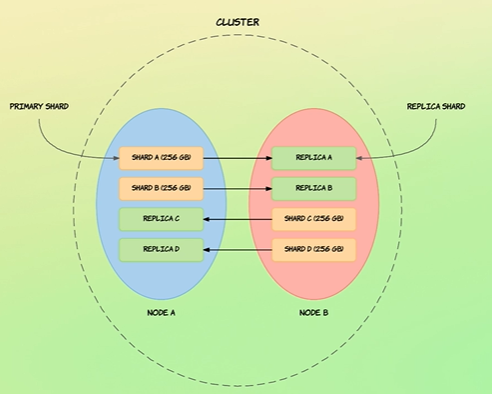 CLUSTER
PRIMARY SHARD
REPLICA SHARD
SHARD A (256 GB)
REPLICA A
SHARD B (256 GB)
REPLICA B
REPLICA C
SHARD C (256 GB)
REPLICA D
SHARD D (256 GB)
NODE A
NODE B